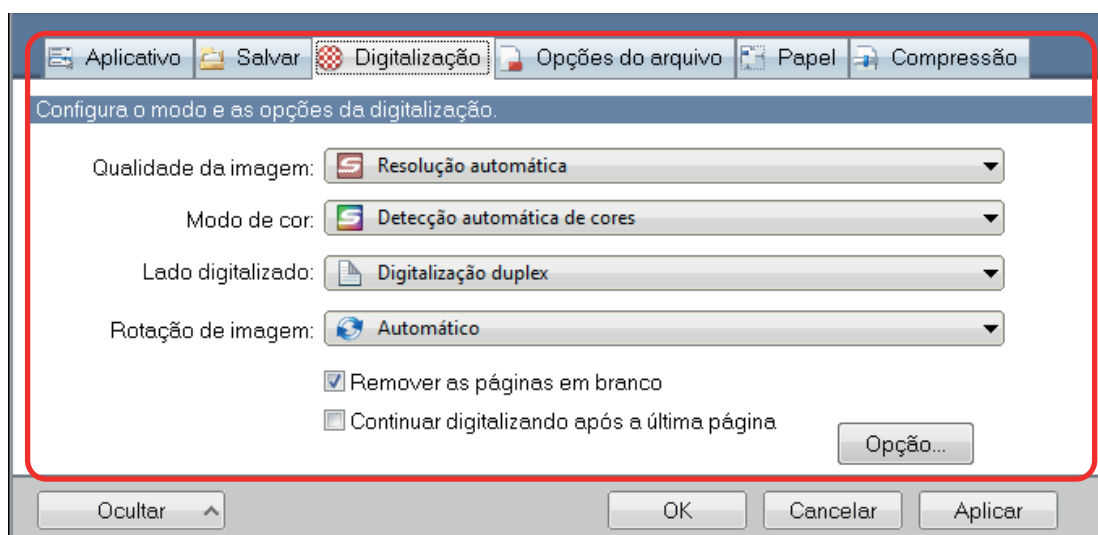 Aplicativo Salvar Digitalização Opções do arquivo Papel Compressão
Configura o modo e as opções da digitalização.
Qualidade da imagem: Resolução automática
Modo de cor: Detecção automática de cores
Lado digitalizado: Digitalização duplex
Rotação de imagem: Automático
Remover as páginas em branco
Continuar digitalizando após a última página
Opção...
Ocultar OK Cancelar Aplicar